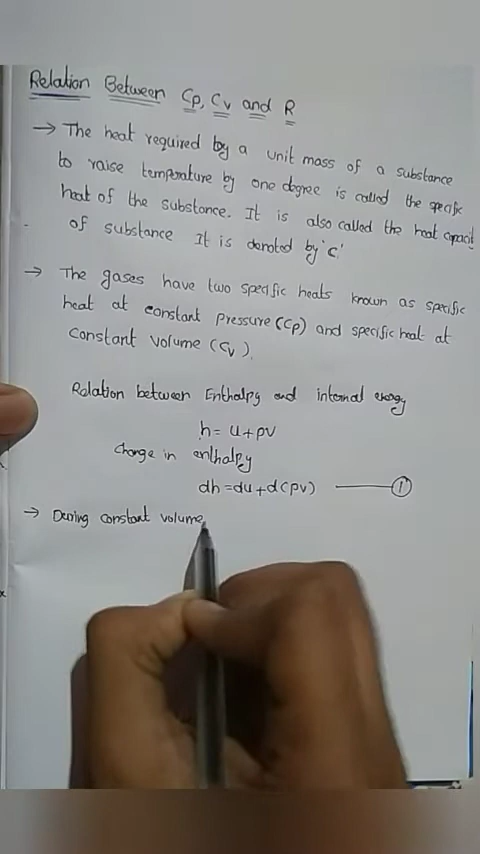 Relation Between Cp, Cv and R
→ The heat required by a unit mass of a substance
to raise temperature by one degree is called the specific
heat of the substance. It is also called the heat capacit
of substance It is denoted by 'c'
→ The gases have two specific heats known as specific
heat at constant pressure (Cp) and specific heat at
constant volume (Cv).
Relation between Enthalpy and internal energy
h = u + pv
Change in enthalpy
dh = du + d(pv) ——— ①
→ During constant volume